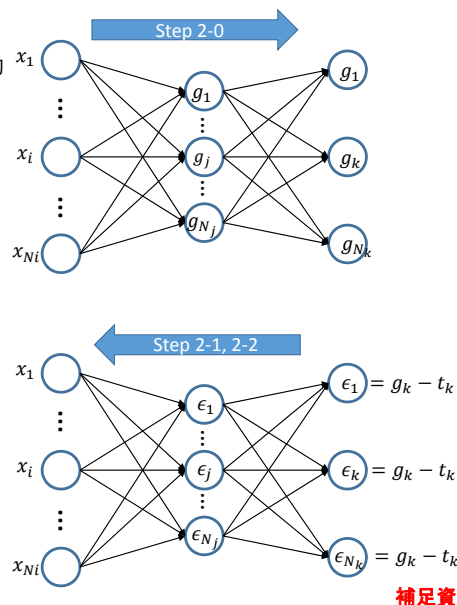 Step 2-0
x_1
g_1
g_1
⋮
⋮
x_i
g_j
g_k
⋮
⋮
g_{N_j}
x_{Ni}
g_{N_k}
Step 2-1, 2-2
x_1
ϵ_1 = g_k − t_k
ϵ_1
⋮
⋮
x_i
ϵ_j
ϵ_k = g_k − t_k
⋮
⋮
ϵ_{N_j}
x_{Ni}
ϵ_{N_k} = g_k − t_k
補足資